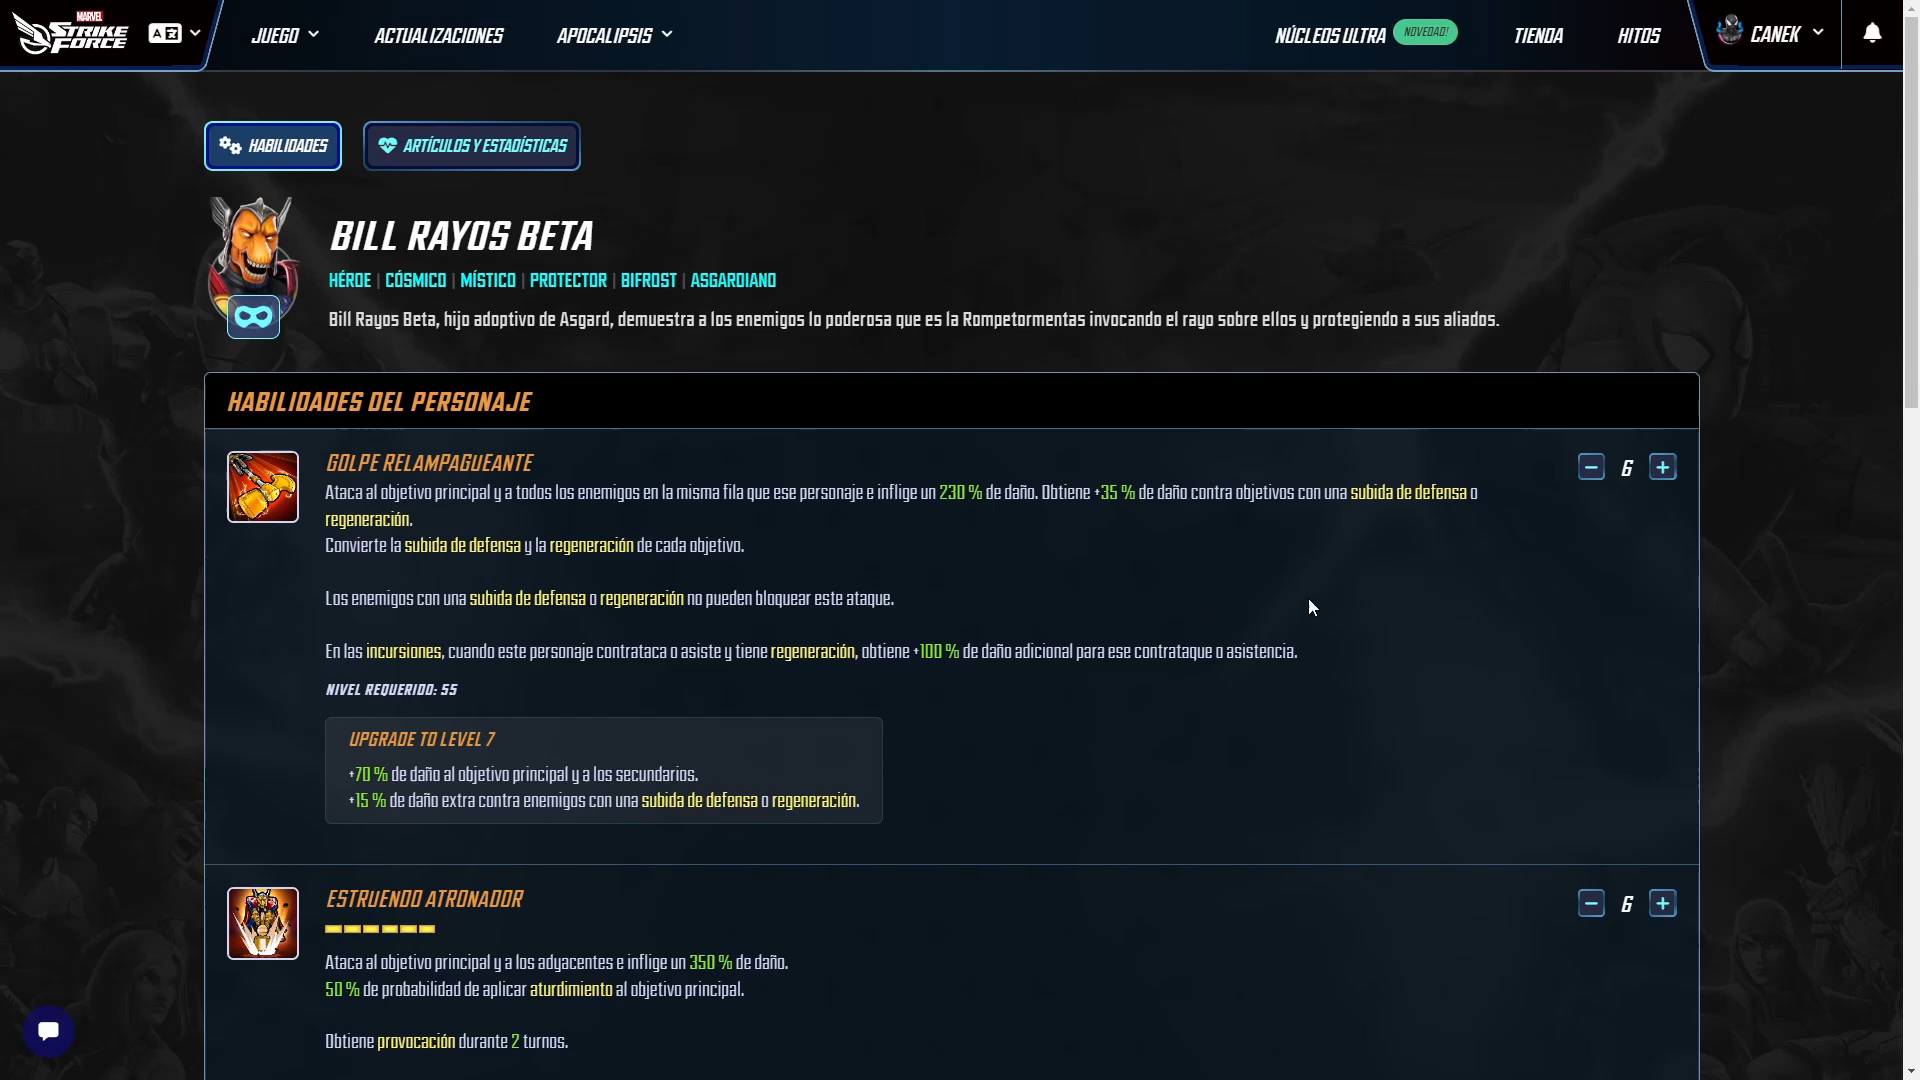 MARVEL
STRIKE
FORCE
JUEGO
ACTUALIZACIONES
APOCALIPSIS
NÚCLEOS ULTRA
NOVEDAD!
TIENDA
HITOS
CANEK
HABILIDADES
ARTÍCULOS Y ESTADÍSTICAS
BILL RAYOS BETA
HÉROE | CÓSMICO | MÍSTICO | PROTECTOR | BIFROST | ASGARDIANO
Bill Rayos Beta, hijo adoptivo de Asgard, demuestra a los enemigos lo poderosa que es la Rompetormentas invocando el rayo sobre ellos y protegiendo a sus aliados.
HABILIDADES DEL PERSONAJE
GOLPE RELAMPAGUEANTE
6
Ataca al objetivo principal y a todos los enemigos en la misma fila que ese personaje e inflige un 230 % de daño. Obtiene +35 % de daño contra objetivos con una subida de defensa o
regeneración.
Convierte la subida de defensa y la regeneración de cada objetivo.
Los enemigos con una subida de defensa o regeneración no pueden bloquear este ataque.
En las incursiones, cuando este personaje contrataca o asiste y tiene regeneración, obtiene +100 % de daño adicional para ese contrataque o asistencia.
NIVEL REQUERIDO: 55
UPGRADE TO LEVEL 7
+70 % de daño al objetivo principal y a los secundarios.
+15 % de daño extra contra enemigos con una subida de defensa o regeneración.
ESTRUENDO ATRONADOR
6
Ataca al objetivo principal y a los adyacentes e inflige un 350 % de daño.
50 % de probabilidad de aplicar aturdimiento al objetivo principal.
Obtiene provocación durante 2 turnos.